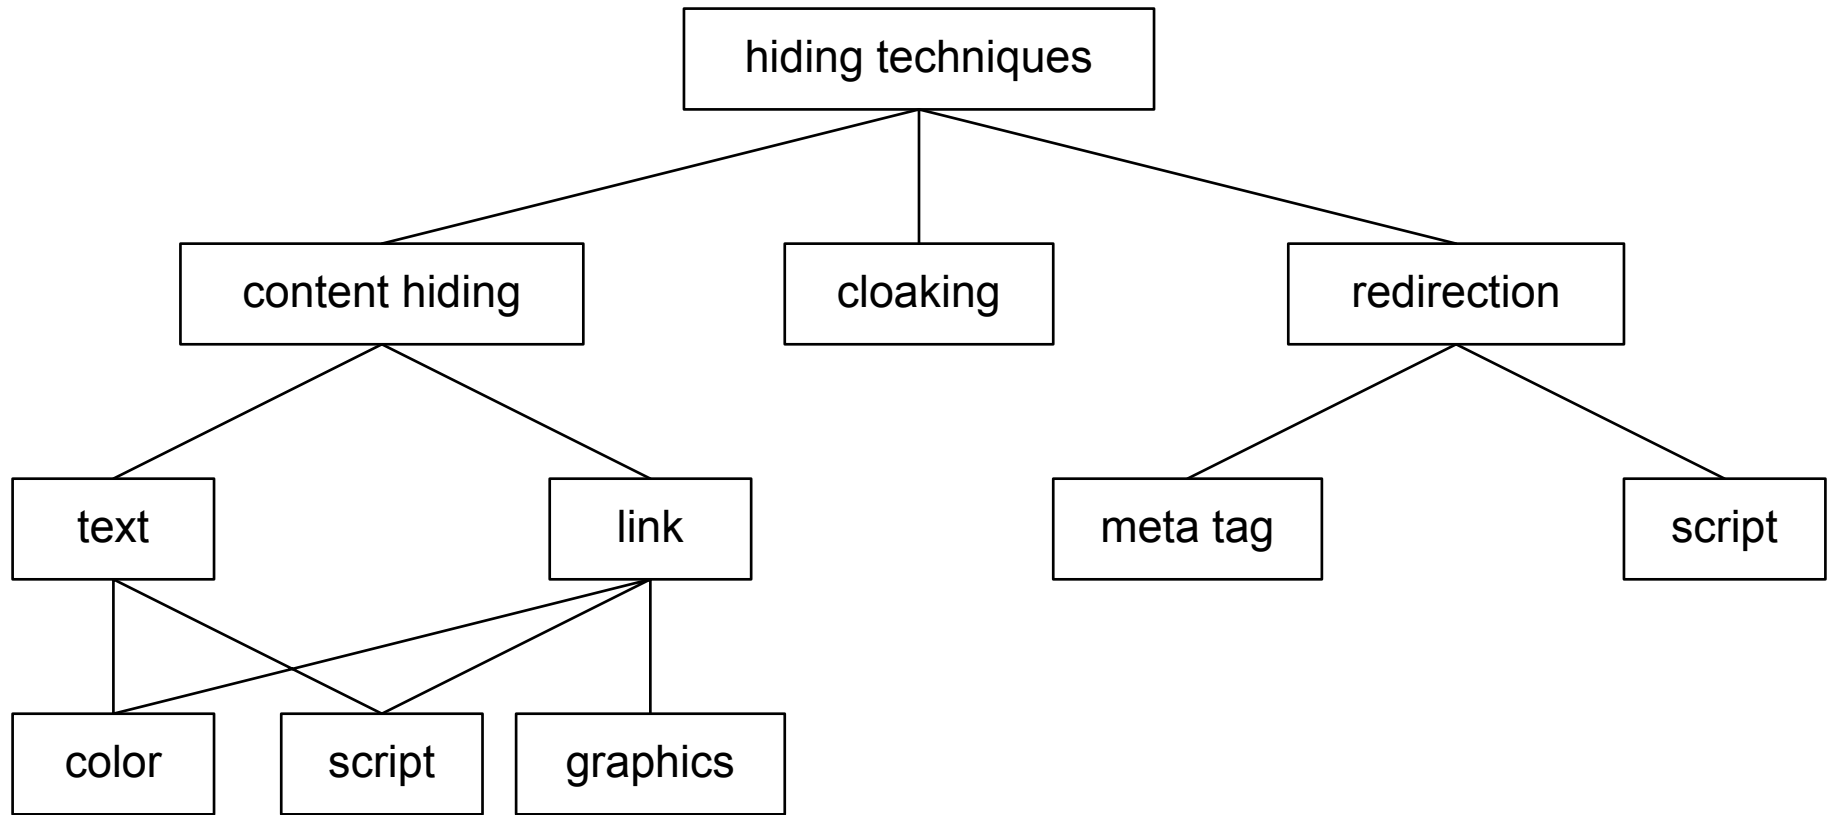 hiding techniques
content hiding
cloaking
redirection
text
link
meta tag
script
color
script
graphics